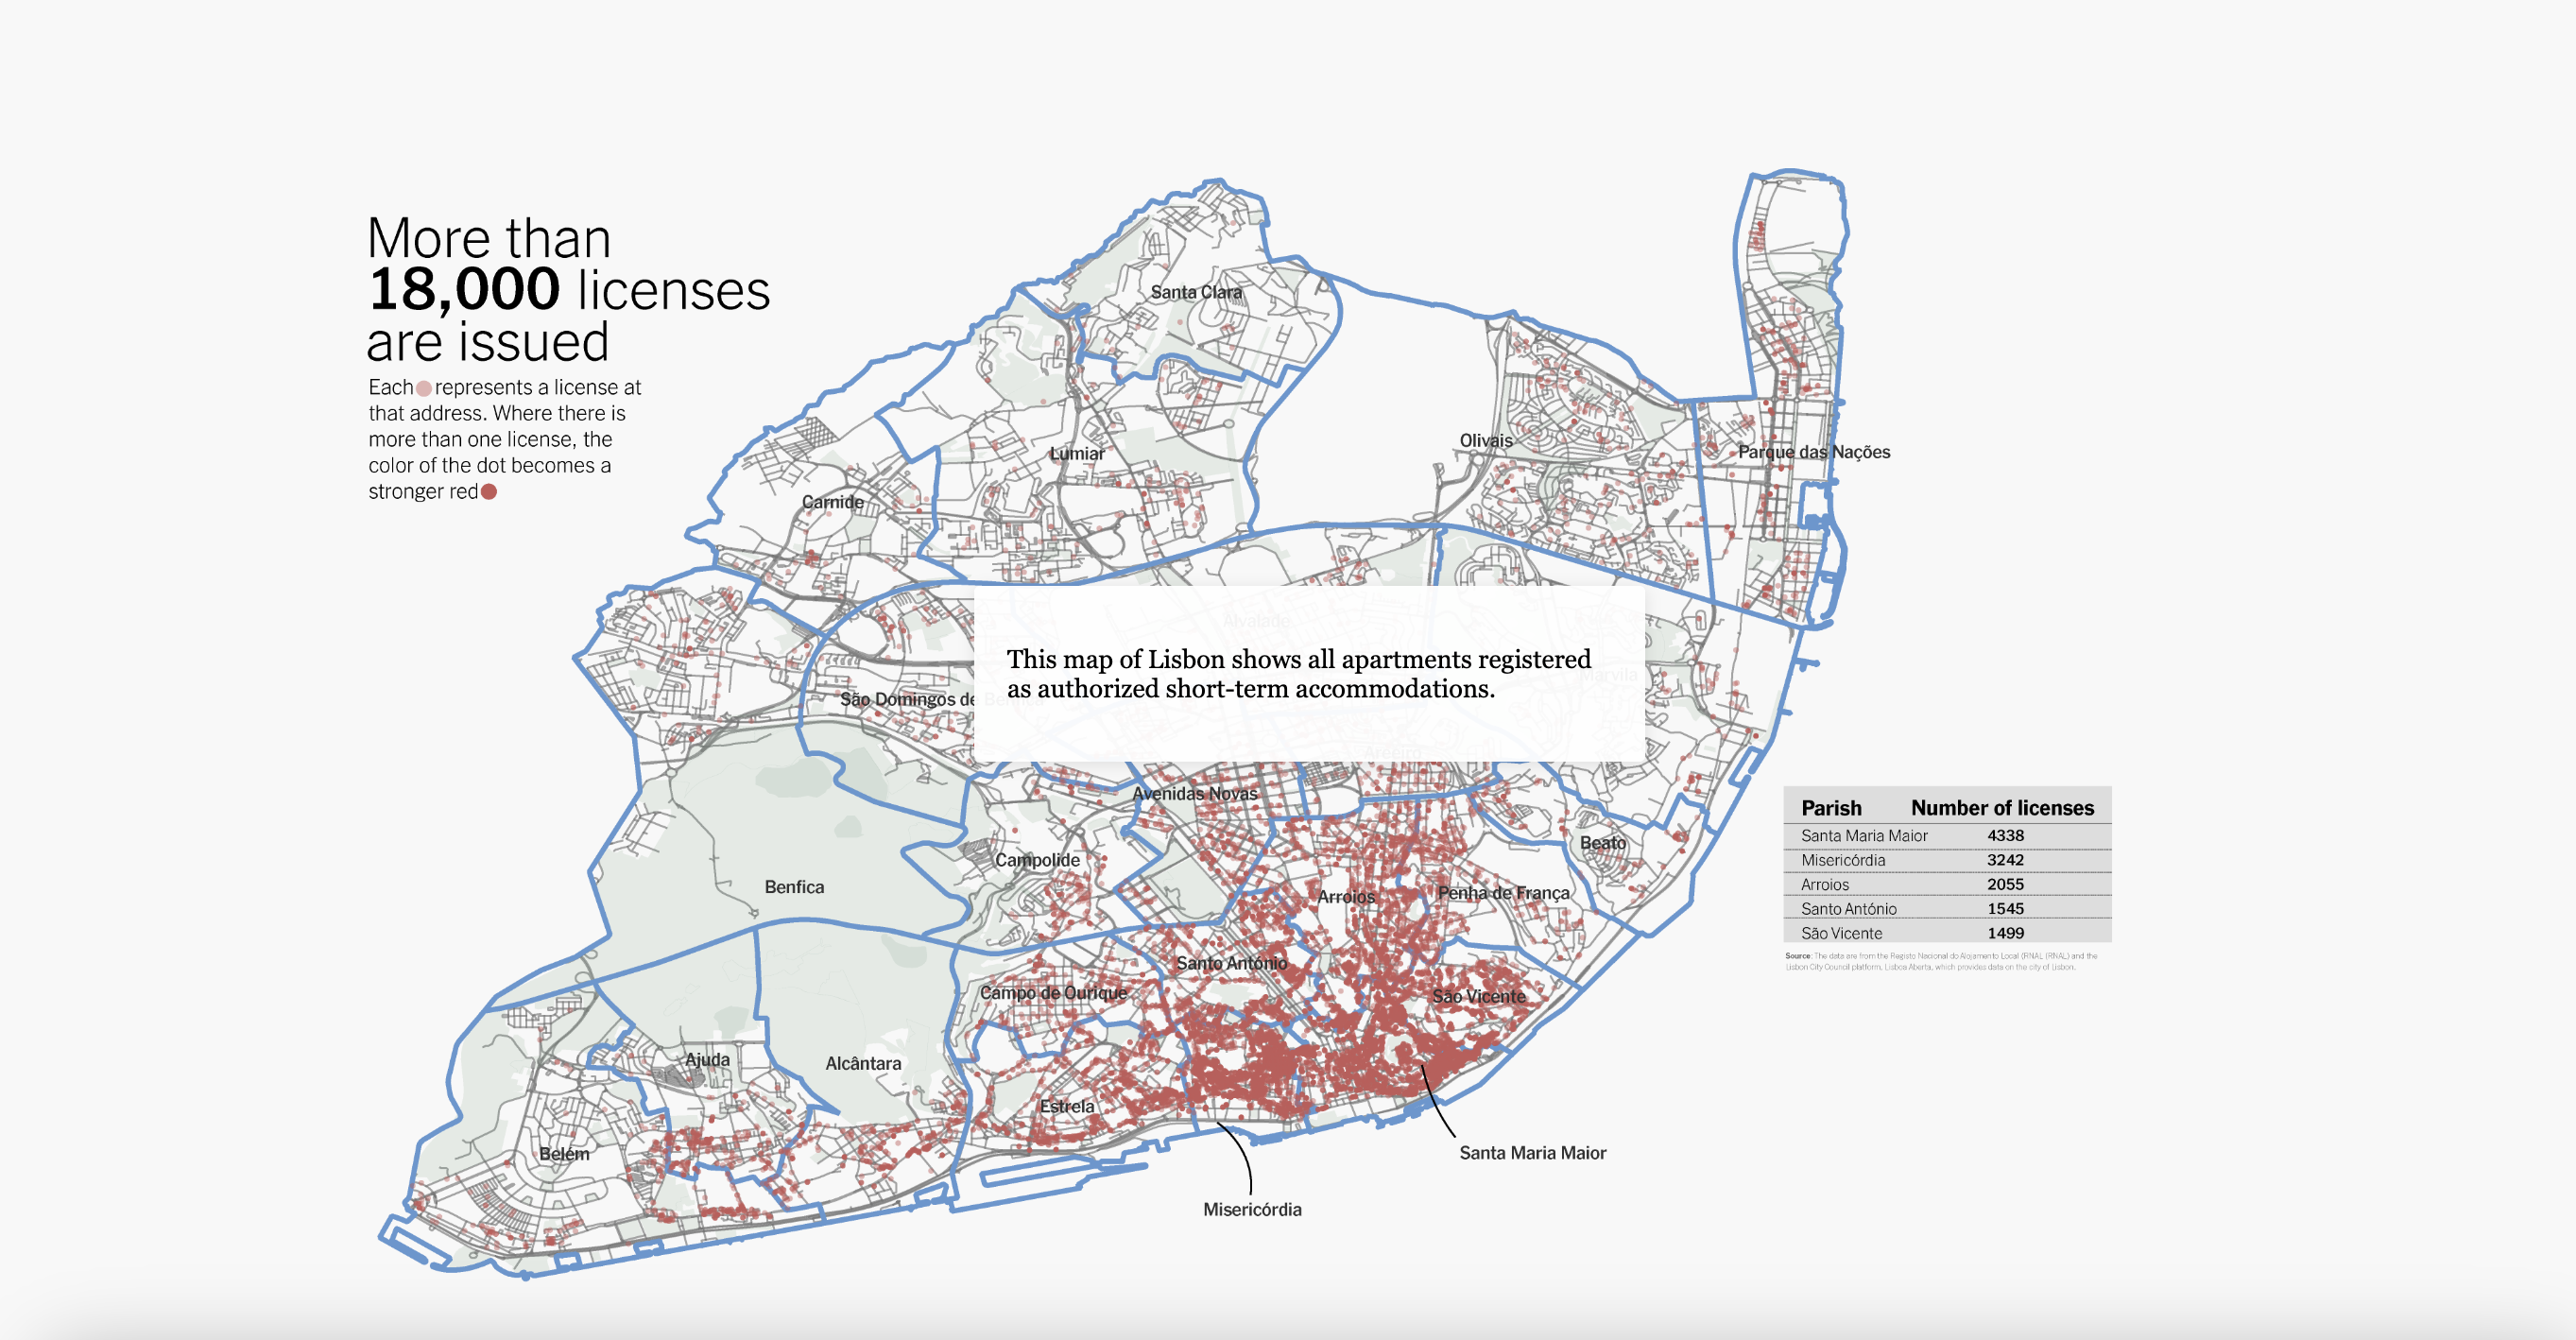 More than
18,000 licenses
are issued
Each represents a license at
that address. Where there is
more than one license, the
color of the dot becomes a
stronger red
Santa Clara
Lumiar
Carnide
Olivais
Parque das Nações
Alvalade
This map of Lisbon shows all apartments registered
as authorized short-term accommodations.
Marvila
São Domingos de Benfica
Areeiro
Avenidas Novas
Campolide
Beato
Benfica
Arroios
Penha de França
Santo António
Campo de Ourique
São Vicente
Ajuda
Alcântara
Estrela
Belém
Santa Maria Maior
Misericórdia
Parish Number of licenses
Santa Maria Maior 4338
Misericórdia 3242
Arroios 2055
Santo António 1545
São Vicente 1499
Source: The data are from the Registo Nacional do Alojamento Local (RNAL) (RNAL) and the
Lisbon City Council platform, Lisboa Aberta, which provides data on the city of Lisbon.